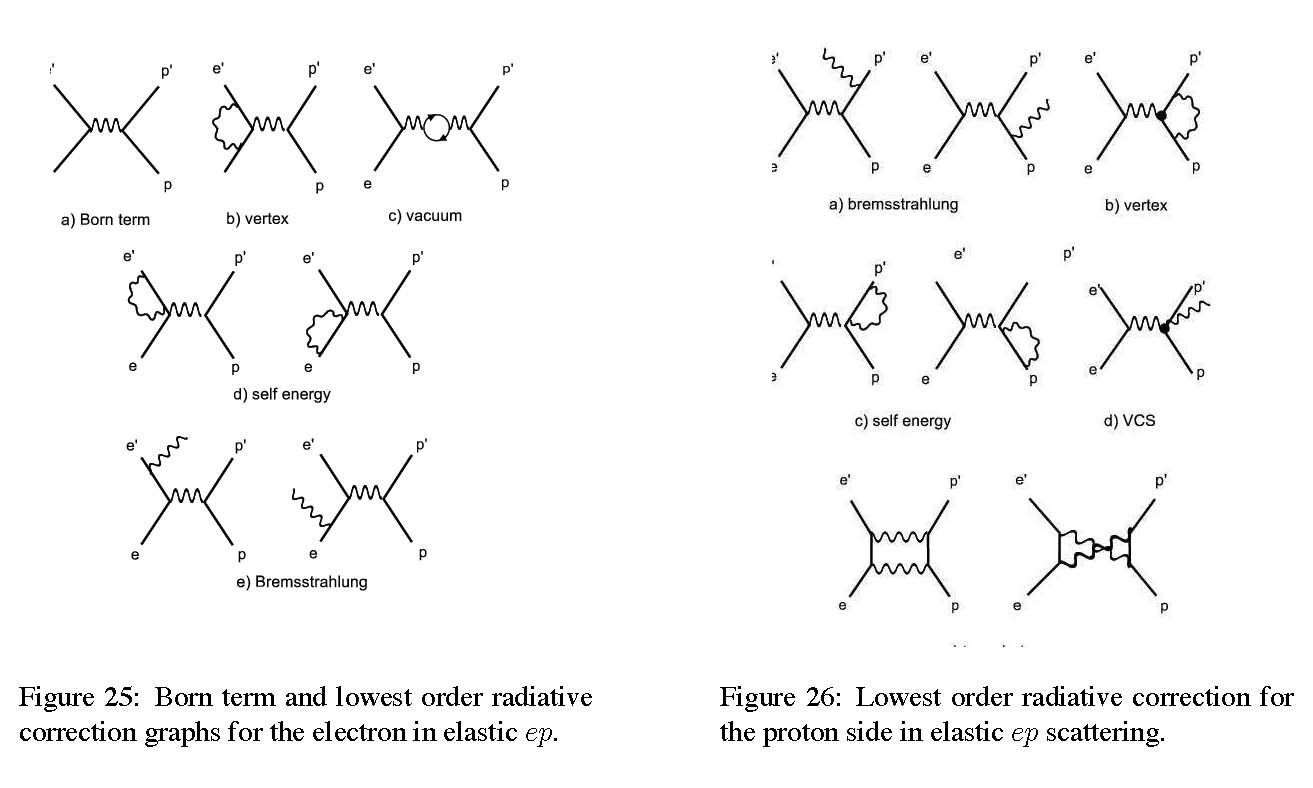 ' p' e' p' e' p'
p p e p
a) Born term b) vertex c) vacuum
e' p' e' p'
e p e p
d) self energy
e' p' e' p'
e p e p
e) Bremsstrahlung
Figure 25: Born term and lowest order radiative
correction graphs for the electron in elastic ep.
e' p' e' p' e' p'
e p e p e p
a) bremsstrahlung b) vertex
' p' e' p' e' p'
e p e p e p
c) self energy d) VCS
e' p' e' p'
e p e p
Figure 26: Lowest order radiative correction for
the proton side in elastic ep scattering.